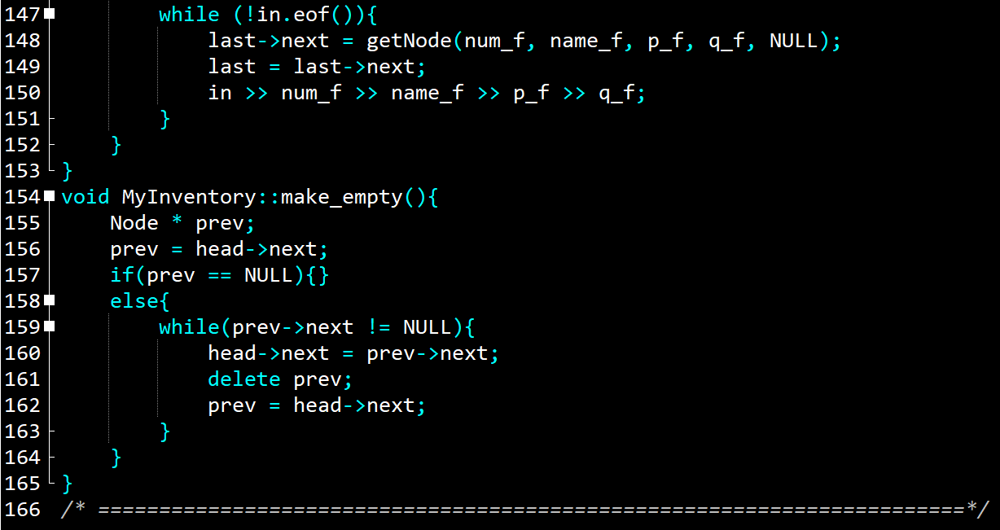 147 while (!in.eof()){
148 last->next = getNode(num_f, name_f, p_f, q_f, NULL);
149 last = last->next;
150 in >> num_f >> name_f >> p_f >> q_f;
151 }
152 }
153 }
154 void MyInventory::make_empty(){
155 Node * prev;
156 prev = head->next;
157 if(prev == NULL){}
158 else{
159 while(prev->next != NULL){
160 head->next = prev->next;
161 delete prev;
162 prev = head->next;
163 }
164 }
165 }
166 /* =======================================================================*/